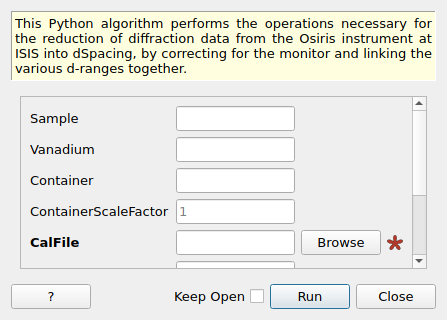 This Python algorithm performs the operations necessary for
the reduction of diffraction data from the Osiris instrument at
ISIS into dSpacing, by correcting for the monitor and linking the
various d-ranges together.
Sample
Vanadium
Container
ContainerScaleFactor 1
CalFile Browse *
? Keep Open Run Close